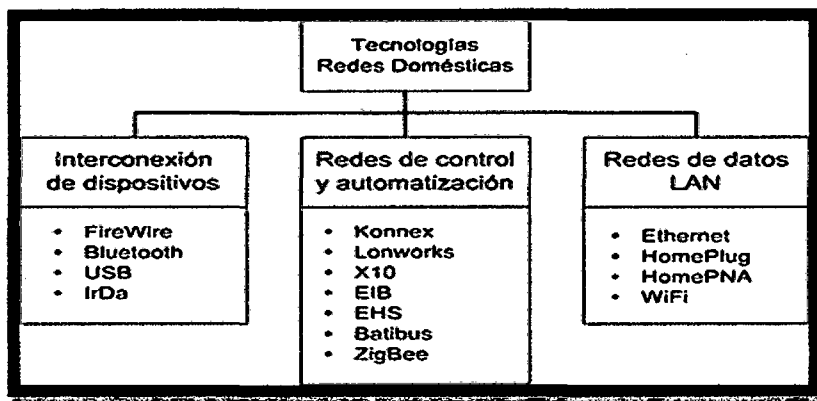 Tecnologías
Redes Domésticas
Interconexión
de dispositivos
• FireWire
• Bluetooth
• USB
• IrDa
Redes de control
y automatización
• Konnex
• Lonworks
• X10
• EIB
• EHS
• Batibus
• ZigBee
Redes de datos
LAN
• Ethernet
• HomePlug
• HomePNA
• WiFi